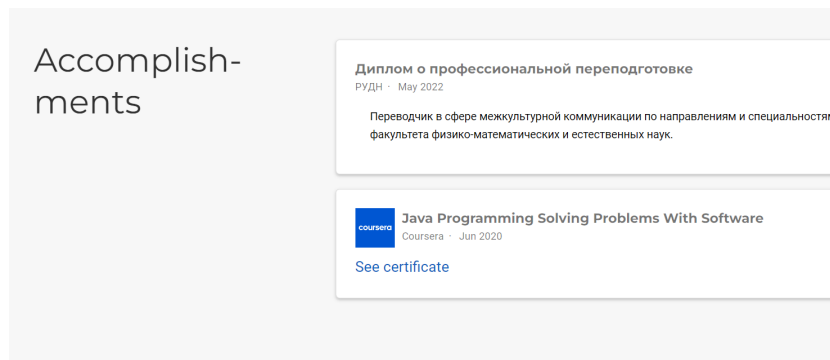 Accomplish-
ments
Диплом о профессиональной переподготовке
РУДН · May 2022
Переводчик в сфере межкультурной коммуникации по направлениям и специальностям
факультета физико-математических и естественных наук.
coursera
Java Programming Solving Problems With Software
Coursera · Jun 2020
See certificate